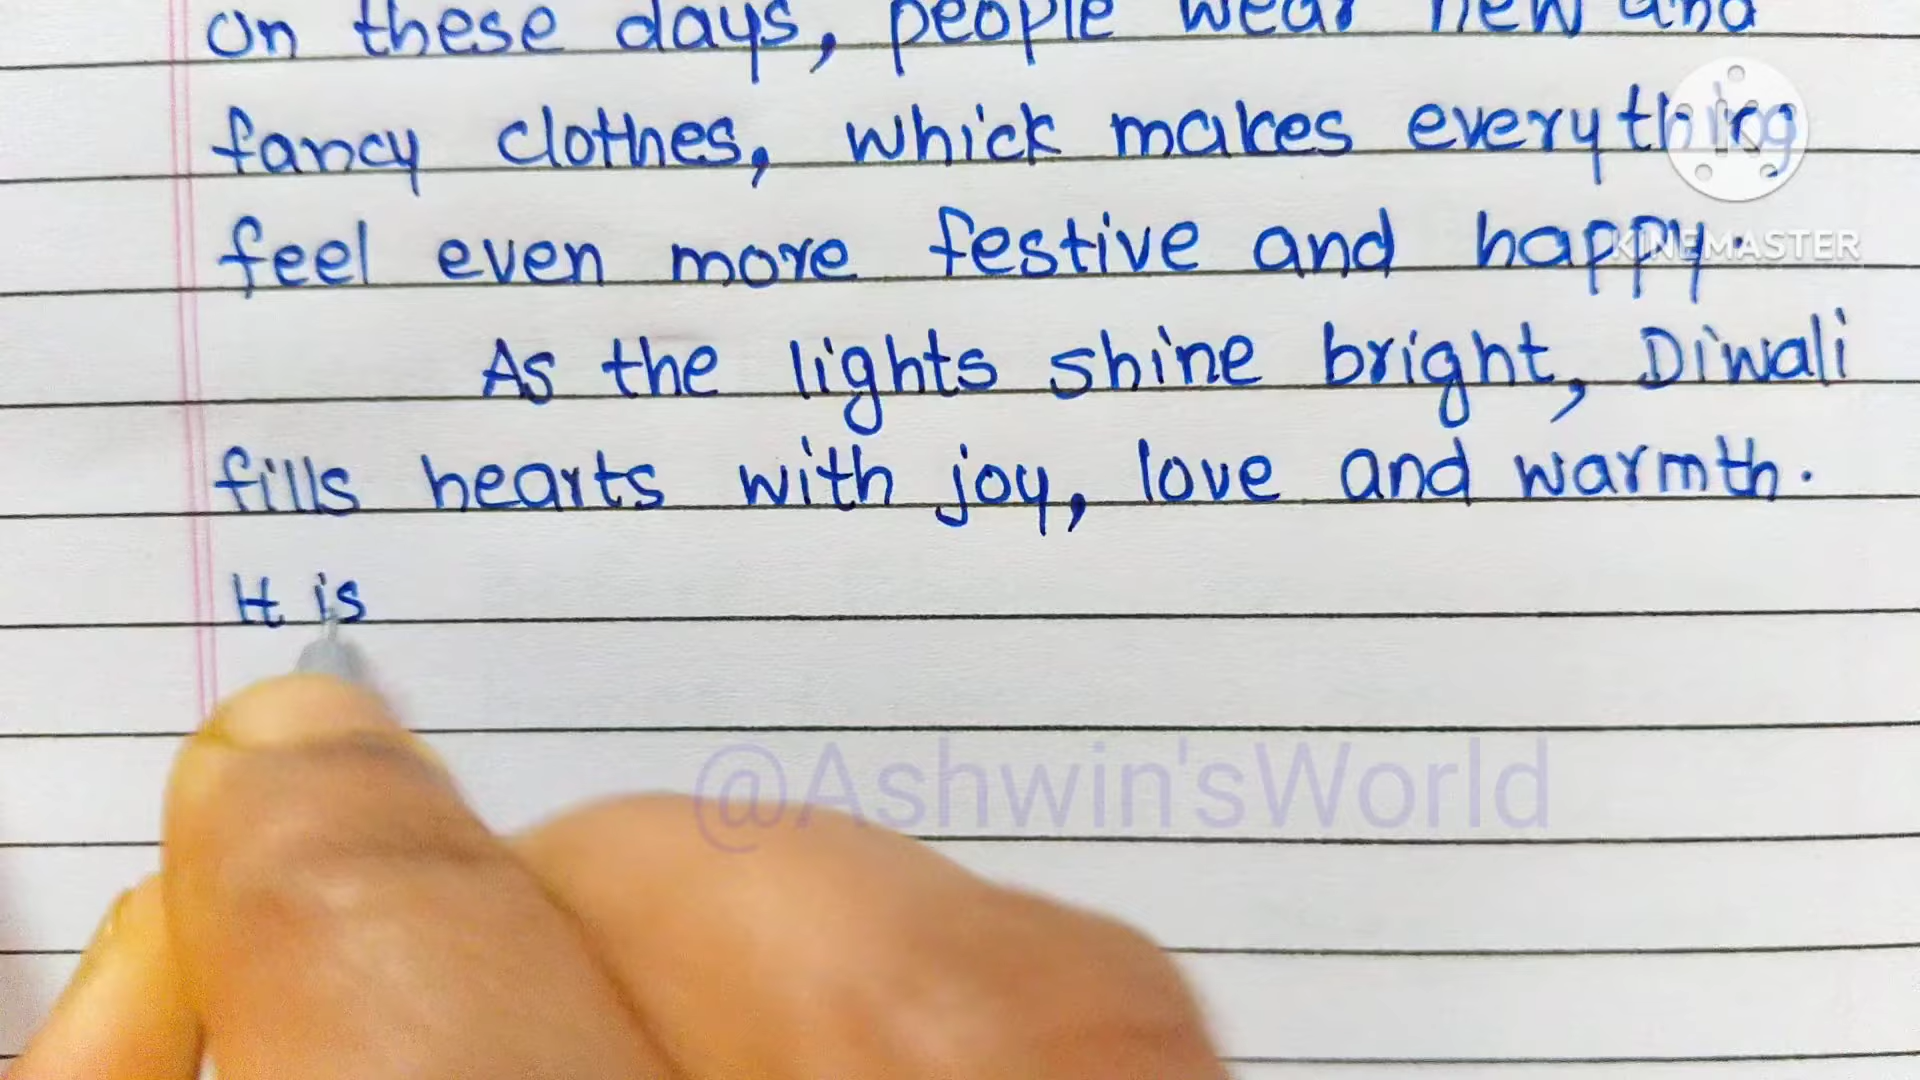 on these days, people wear new and
fancy clothes, whick makes everything
feel even more festive and happy.
KINEMASTER
As the lights shine bright, Diwali
fills hearts with joy, love and warmth.
It is
@Ashwin'sWorld